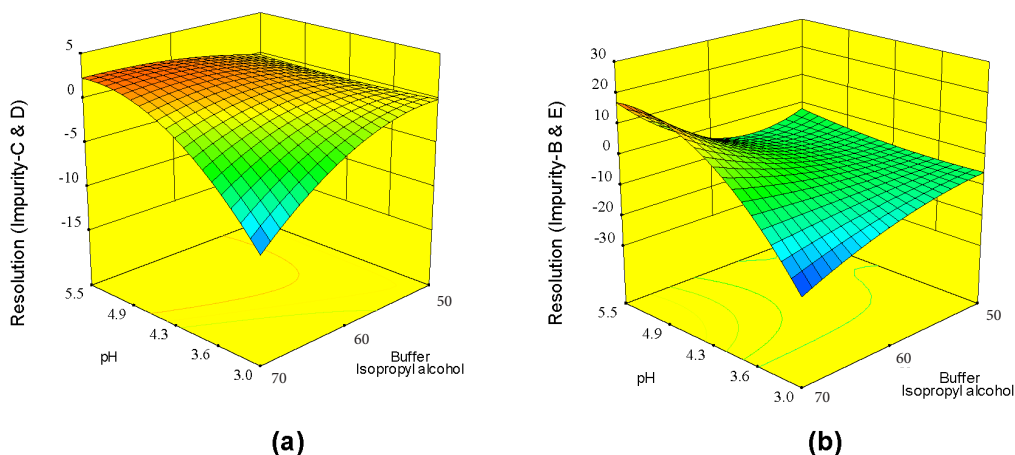 Resolution (Impurity-C & D)
5
0
-5
-10
-15
5.5
4.9
4.3
3.6
3.0
pH
70
60
50
Buffer
Isopropyl alcohol
(a)
Resolution (Impurity-B & E)
30
20
10
0
-10
-20
-30
5.5
4.9
4.3
3.6
3.0
pH
70
60
50
Buffer
Isopropyl alcohol
(b)